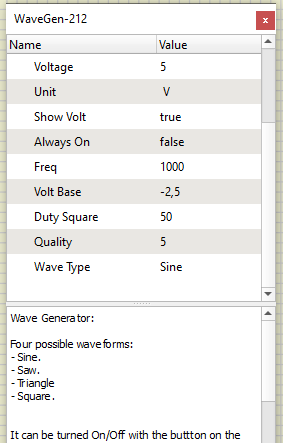 WaveGen-212
x
Name Value
Voltage 5
Unit V
Show Volt true
Always On false
Freq 1000
Volt Base -2,5
Duty Square 50
Quality 5
Wave Type Sine
Wave Generator:
Four possible waveforms:
- Sine.
- Saw.
- Triangle
- Square.
It can be turned On/Off with the buttton on the